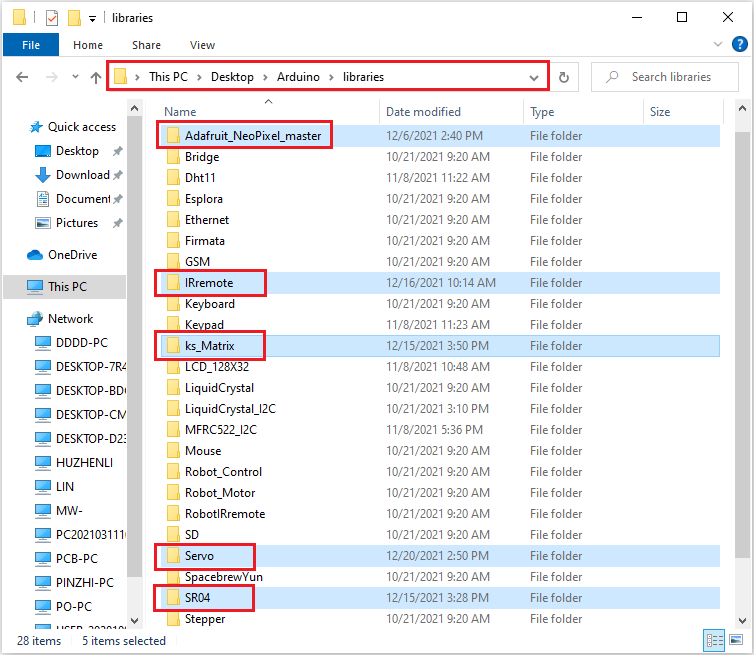 libraries
File Home Share View
This PC Desktop Arduino libraries
Search libraries
Name Date modified Type Size
Quick access
Desktop
Download
Document
Pictures
OneDrive
This PC
Network
DDDD-PC
DESKTOP-7R4
DESKTOP-BD
DESKTOP-CM
DESKTOP-D23
HUZHENLI
LIN
MW-
PC2021031110
PCB-PC
PINZHI-PC
PO-PC
Adafruit_NeoPixel_master 12/6/2021 2:40 PM File folder
Bridge 10/21/2021 9:20 AM File folder
Dht11 11/8/2021 11:22 AM File folder
Esplora 10/21/2021 9:20 AM File folder
Ethernet 10/21/2021 9:20 AM File folder
Firmata 10/21/2021 9:20 AM File folder
GSM 10/21/2021 9:20 AM File folder
IRremote 12/16/2021 10:14 AM File folder
Keyboard 10/21/2021 9:20 AM File folder
Keypad 11/8/2021 11:23 AM File folder
ks_Matrix 12/15/2021 3:50 PM File folder
LCD_128X32 11/8/2021 10:48 AM File folder
LiquidCrystal 10/21/2021 9:20 AM File folder
LiquidCrystal_I2C 10/21/2021 3:10 PM File folder
MFRC522_I2C 11/8/2021 5:36 PM File folder
Mouse 10/21/2021 9:20 AM File folder
Robot_Control 10/21/2021 9:20 AM File folder
Robot_Motor 10/21/2021 9:20 AM File folder
RobotIRremote 10/21/2021 9:20 AM File folder
SD 10/21/2021 9:20 AM File folder
Servo 12/20/2021 2:50 PM File folder
SpacebrewYun 10/21/2021 9:20 AM File folder
SR04 12/15/2021 3:28 PM File folder
Stepper 10/21/2021 9:20 AM File folder
28 items 5 items selected